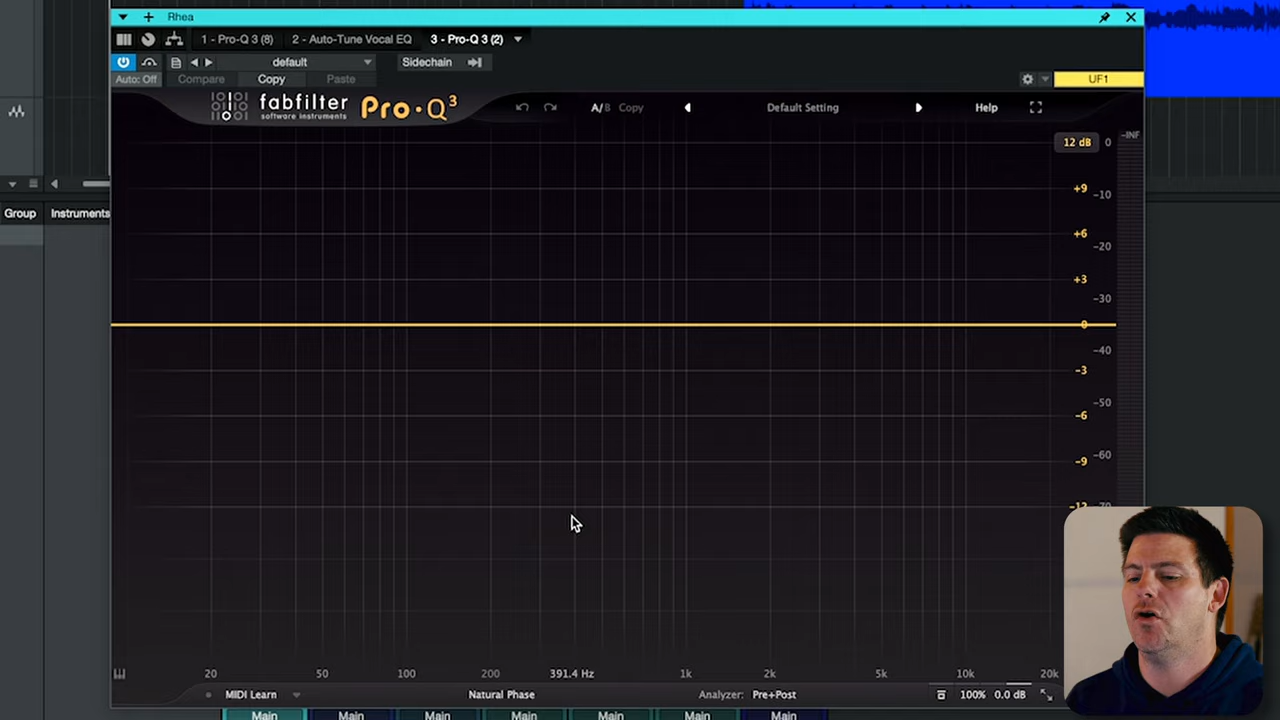 Rhea
1 - Pro-Q 3 (8) 2 - Auto-Tune Vocal EQ 3 - Pro-Q 3 (2)
default Sidechain
Auto: Off Compare Copy Paste UF1
fabfilter Pro·Q3
software instruments
A/B Copy Default Setting Help
12 dB 0 -INF
+9 -10
+6 -20
+3 -30
0 -40
-3 -50
-6 -60
-9
Group Instruments
20 50 100 200 391.4 Hz 1k 2k 5k 10k 20k
MIDI Learn Natural Phase Analyzer: Pre+Post 100% 0.0 dB
Main Main Main Main Main Main Main